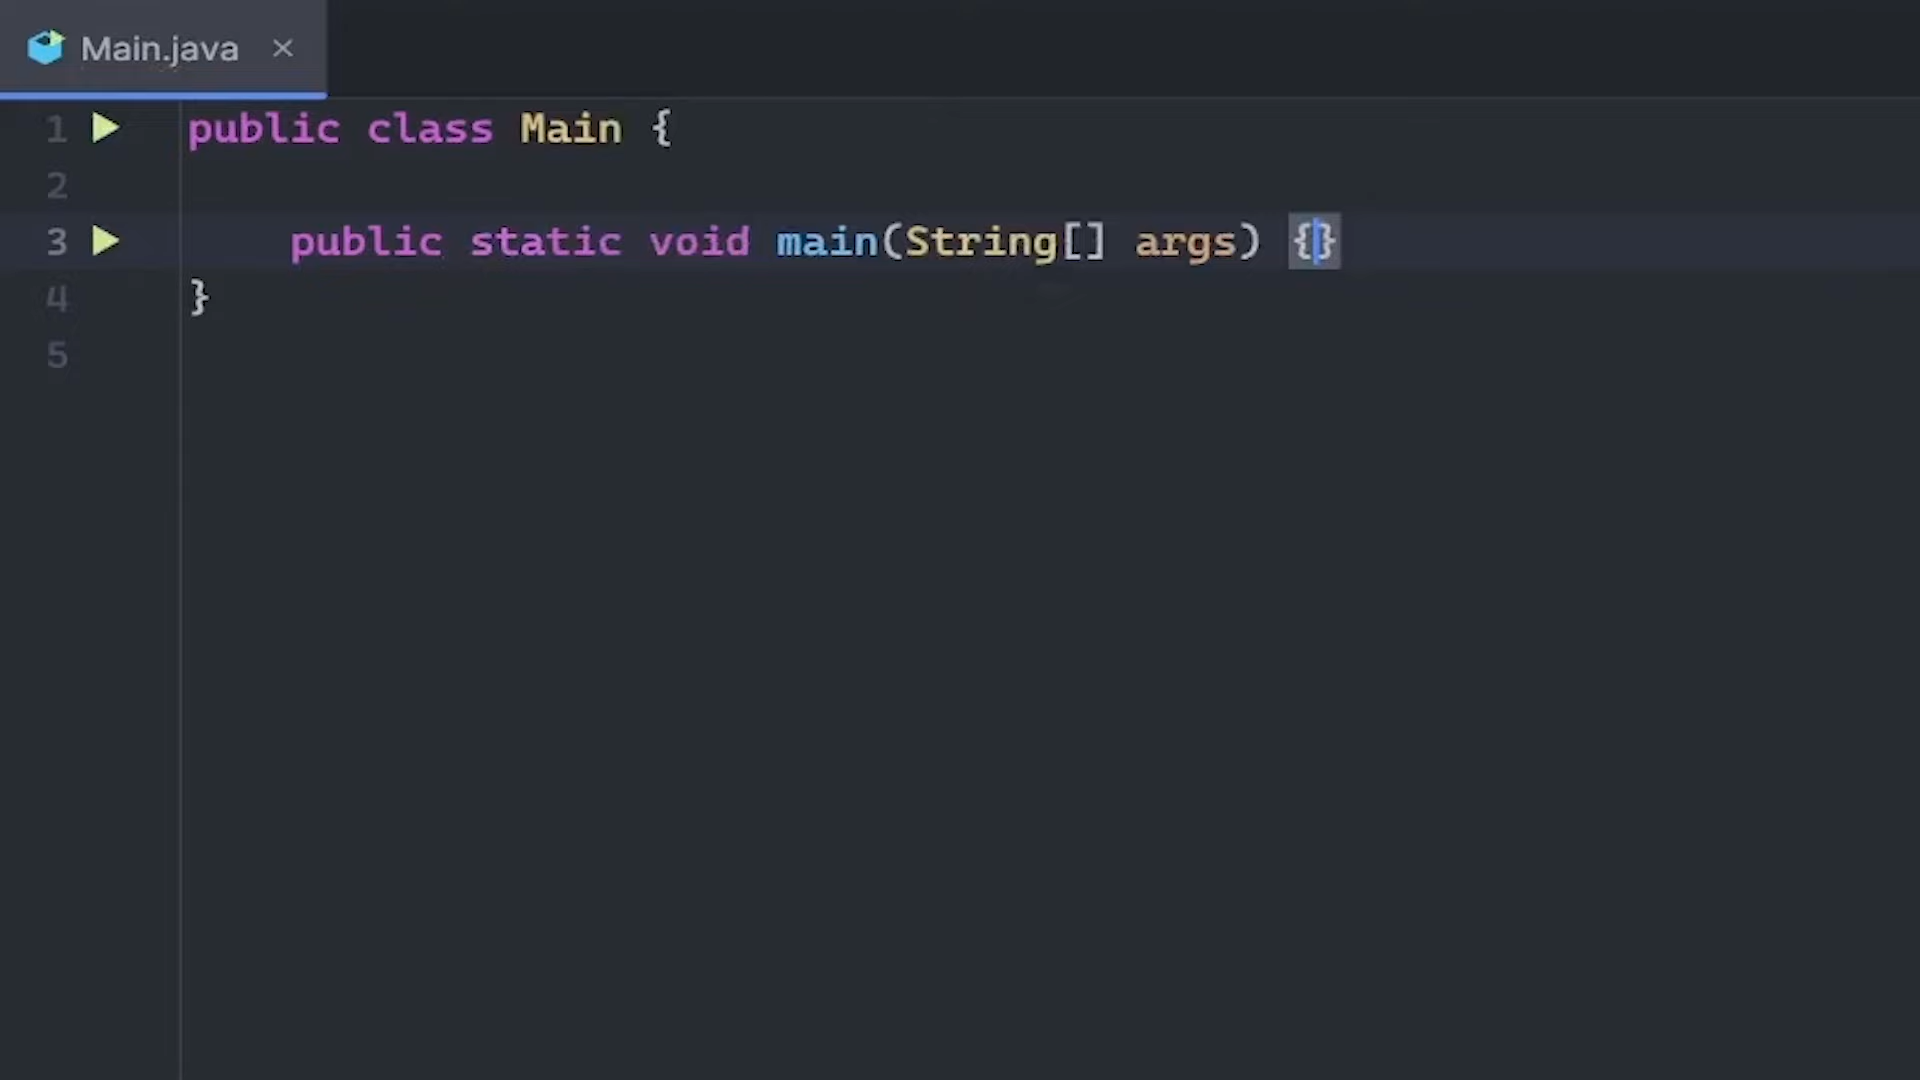 Main.java ×
1 public class Main {
2
3 public static void main(String[] args) {}
4 }
5